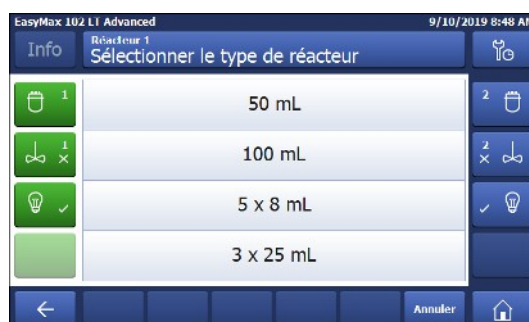 EasyMax 102 LT Advanced 9/10/2019 8:48 AM
Info
Réacteur 1
Sélectionner le type de réacteur
1 50 mL 2
1 100 mL 2
5 x 8 mL
3 x 25 mL
Annuler